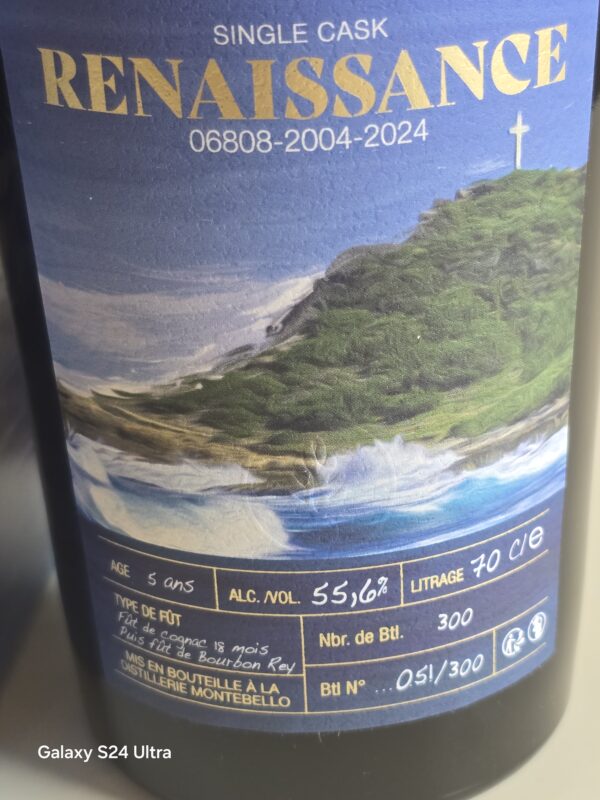 SINGLE CASK
RENAISSANCE
06808-2004-2024
AGE 5 ans
ALC. /VOL. 55,6%
LITRAGE 70 cl e
TYPE DE FÛT
Fût de cognac 18 mois
Puis fût de Bourbon Rey
MIS EN BOUTEILLE À LA
DISTILLERIE MONTEBELLO
Nbr. de Btl. 300
Btl N° ...051/300
Galaxy S24 Ultra